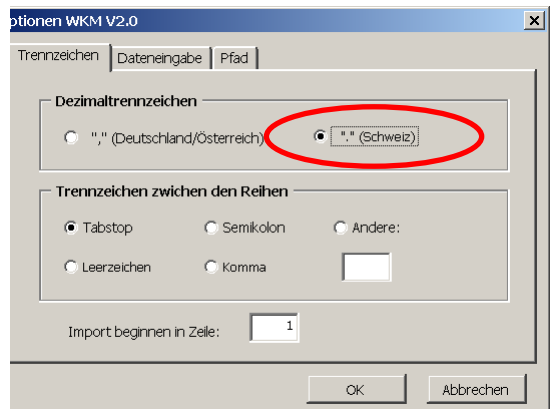 ptionen WKM V2.0
Trennzeichen Dateneingabe Pfad
Dezimaltrennzeichen
"," (Deutschland/Österreich) "." (Schweiz)
Trennzeichen zwichen den Reihen
Tabstop Semikolon Andere:
Leerzeichen Komma
Import beginnen in Zeile: 1
OK Abbrechen